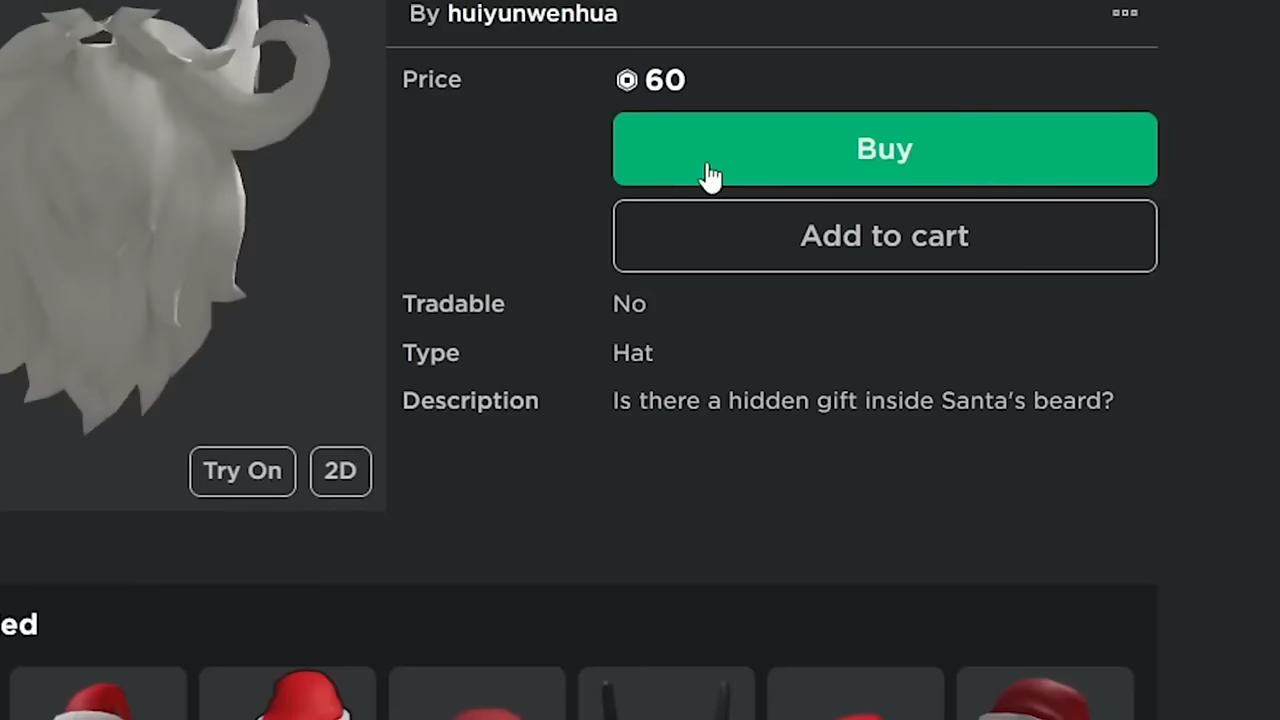 By huiyunwenhua
Price
60
Buy
Add to cart
Tradable
No
Type
Hat
Description
Is there a hidden gift inside Santa's beard?
Try On
2D
ed